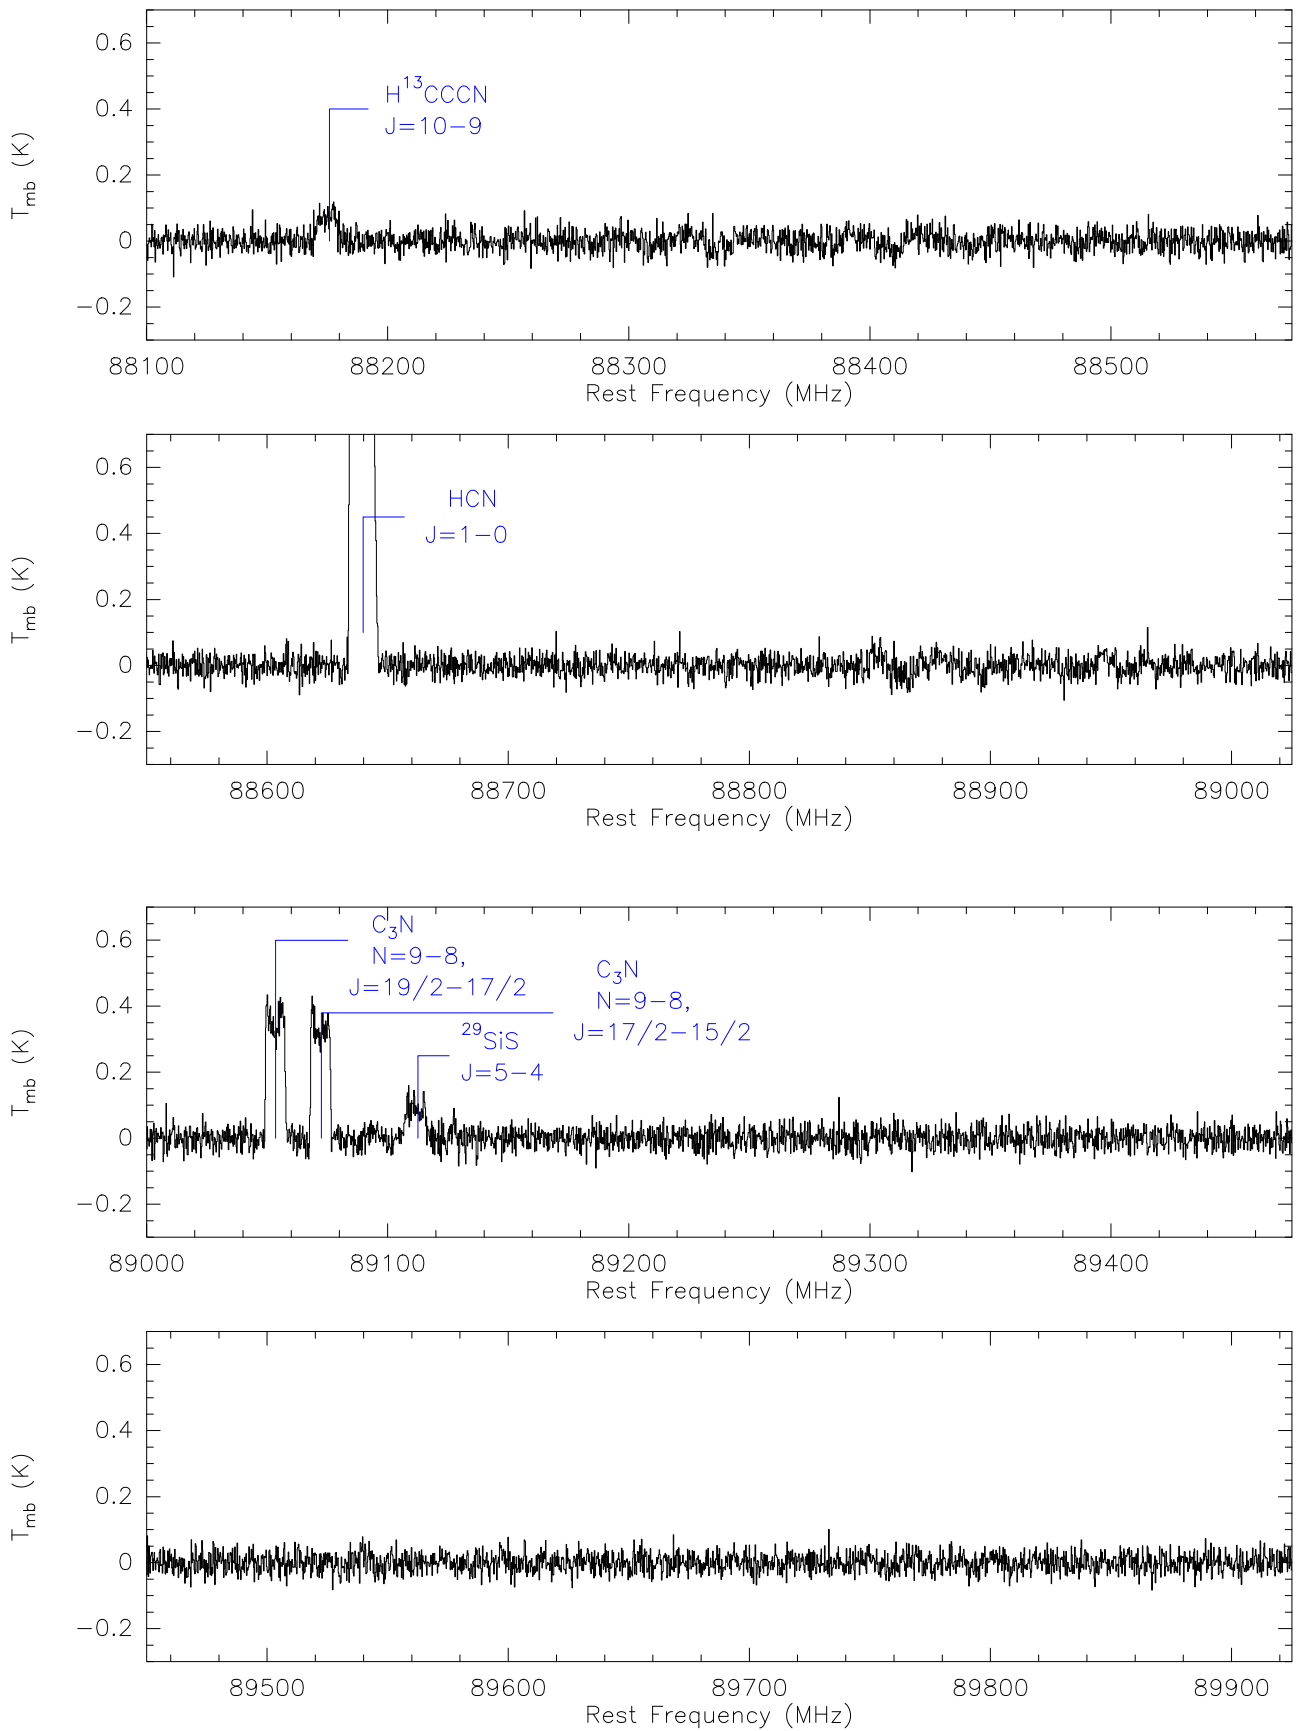 0.6
H¹³CCCN
0.4
J=10−9
T_mb (K)
0.2
0
−0.2
88100 88200 88300 88400 88500
Rest Frequency (MHz)
0.6
HCN
0.4
J=1−0
T_mb (K)
0.2
0
−0.2
88600 88700 88800 88900 89000
Rest Frequency (MHz)
C₃N
0.6
N=9−8,
J=19/2−17/2
C₃N
N=9−8,
J=17/2−15/2
0.4
²⁹SiS
J=5−4
T_mb (K)
0.2
0
−0.2
89000 89100 89200 89300 89400
Rest Frequency (MHz)
0.6
0.4
T_mb (K)
0.2
0
−0.2
89500 89600 89700 89800 89900
Rest Frequency (MHz)